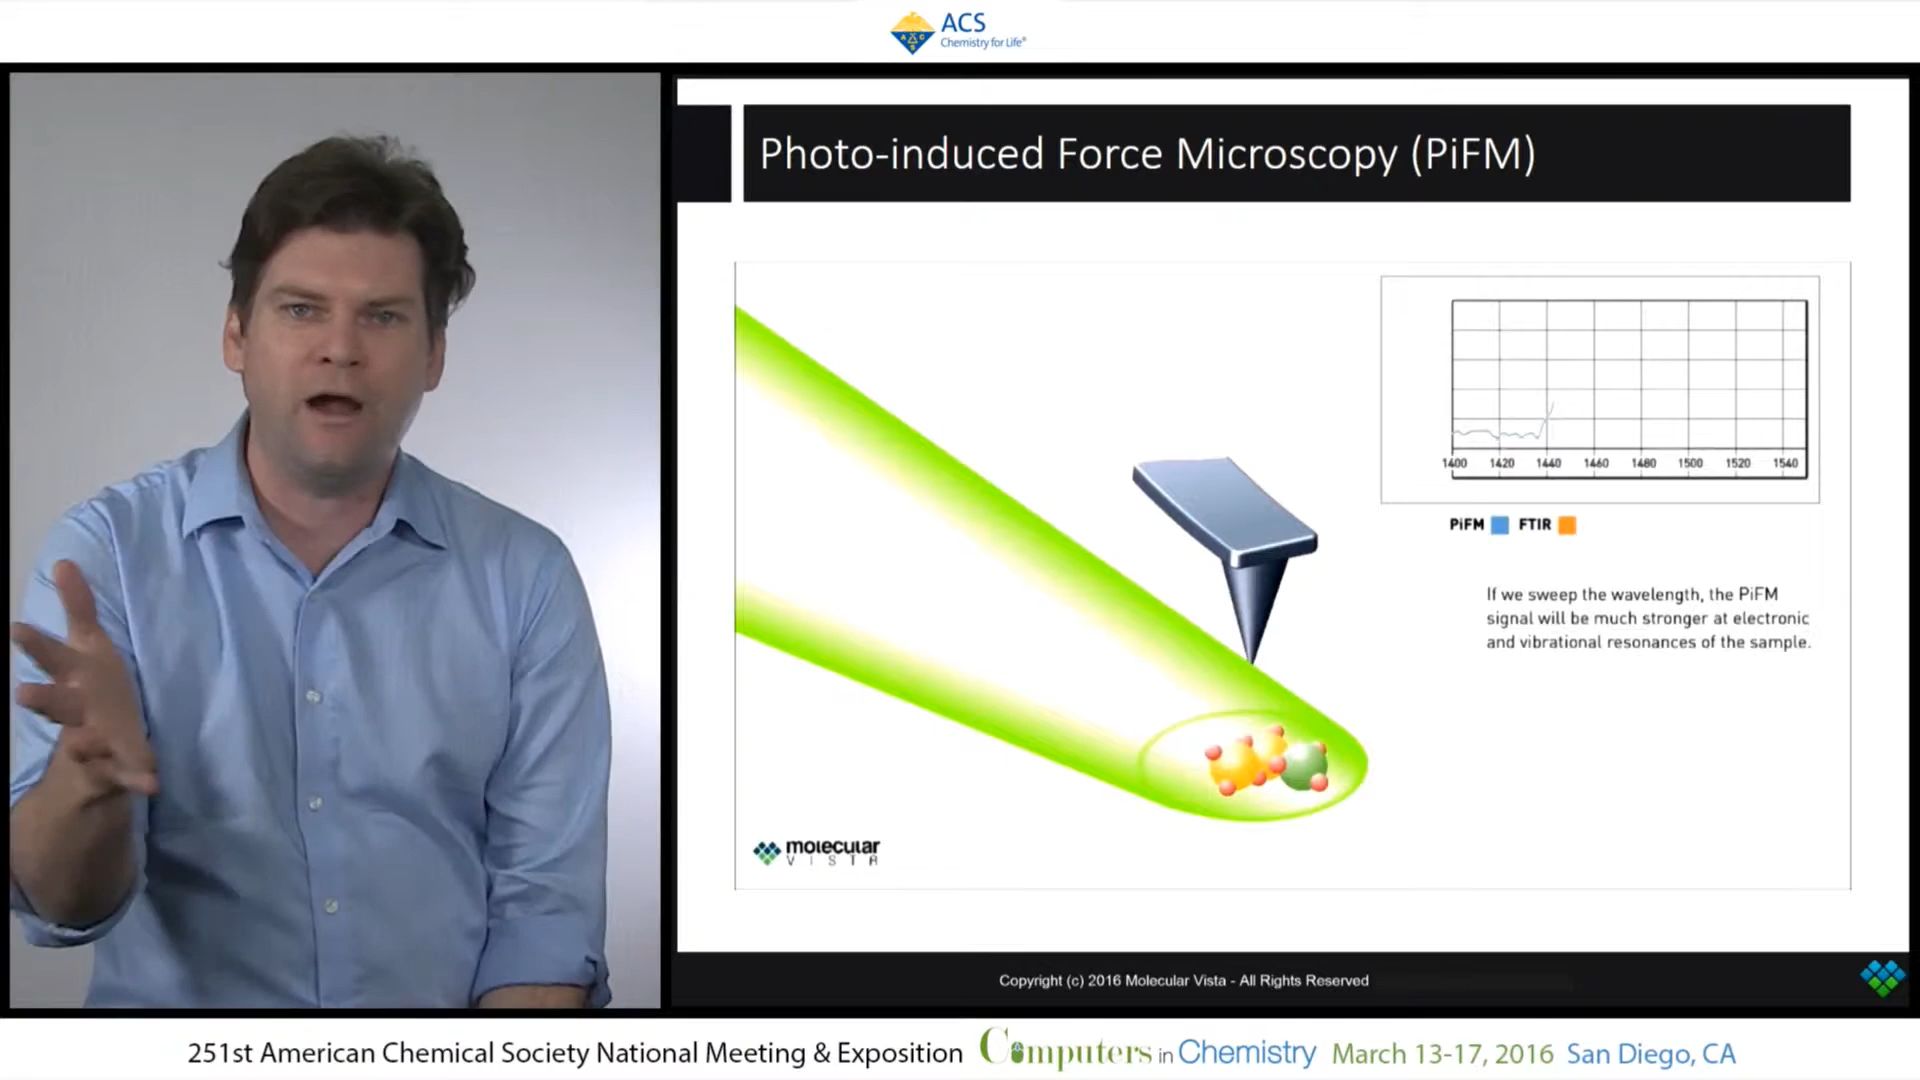 ACS
Chemistry for Life®
A C S
S
Photo-induced Force Microscopy (PiFM)
1400 1420 1440 1460 1480 1500 1520 1540
PiFM FTIR
If we sweep the wavelength, the PiFM
signal will be much stronger at electronic
and vibrational resonances of the sample.
molecular
VISTA
Copyright (c) 2016 Molecular Vista - All Rights Reserved
251st American Chemical Society National Meeting & Exposition Computers in Chemistry March 13-17, 2016 San Diego, CA